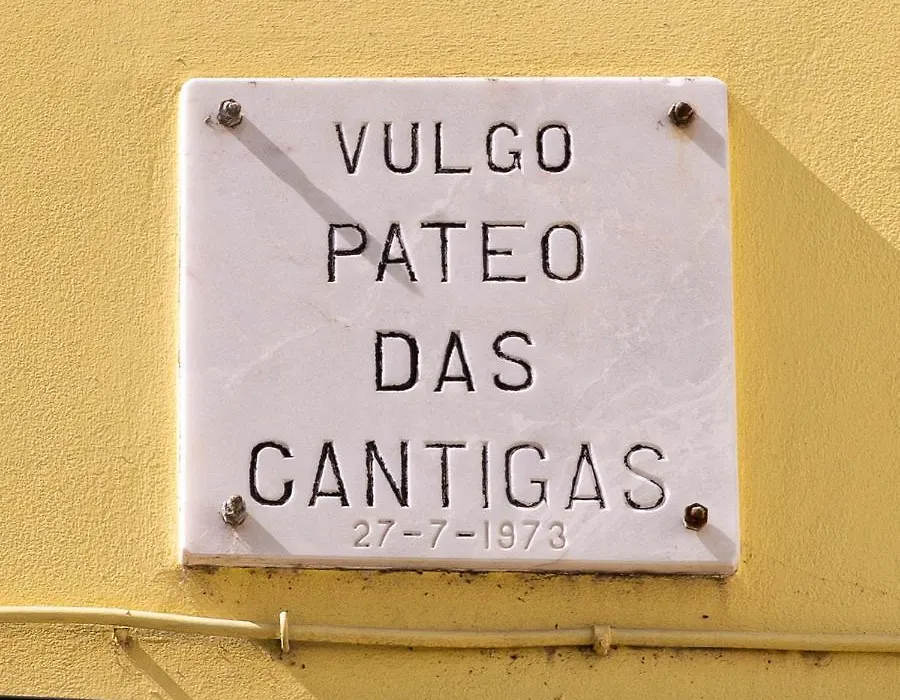 VULGO
PATEO
DAS
CANTIGAS
27-7-1973